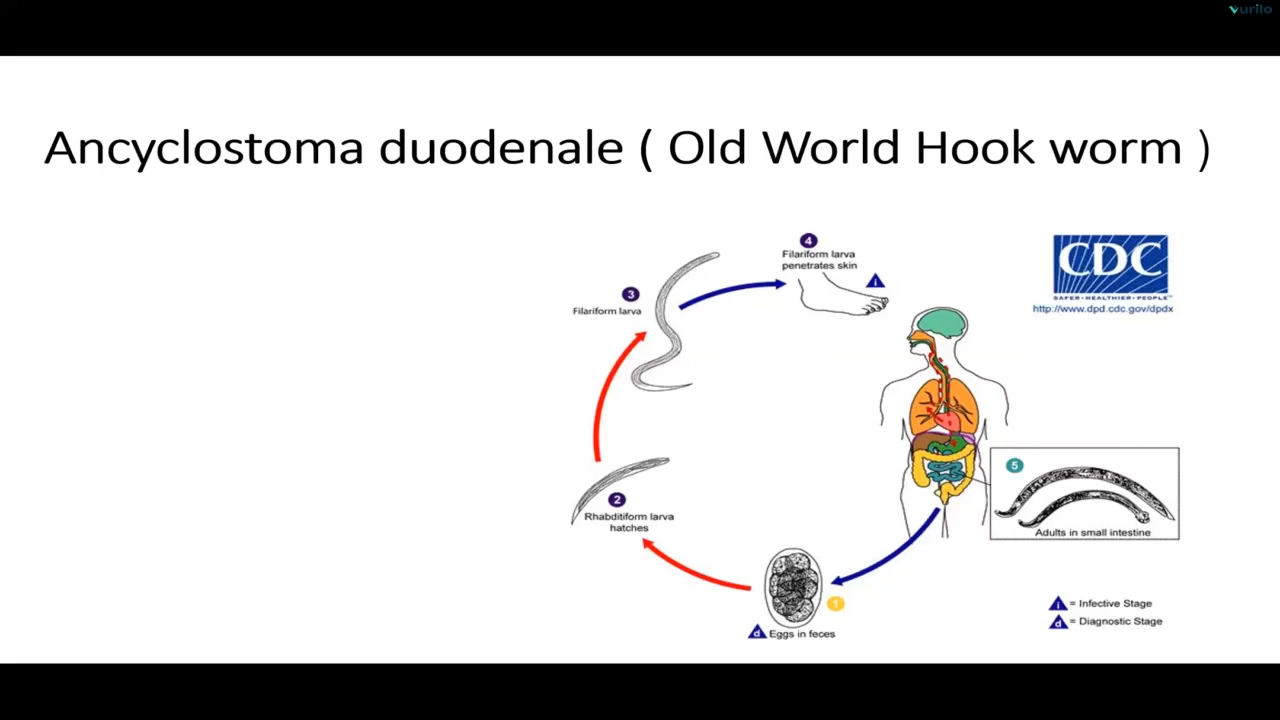 vurilo
Ancyclostoma duodenale ( Old World Hook worm )
4
Filariform larva
penetrates skin
i
3
Filariform larva
CDC
SAFER·HEALTHIER·PEOPLE™
http://www.dpd.cdc.gov/dpdx
2
Rhabditiform larva
hatches
5
Adults in small intestine
1
d Eggs in feces
i = Infective Stage
d = Diagnostic Stage